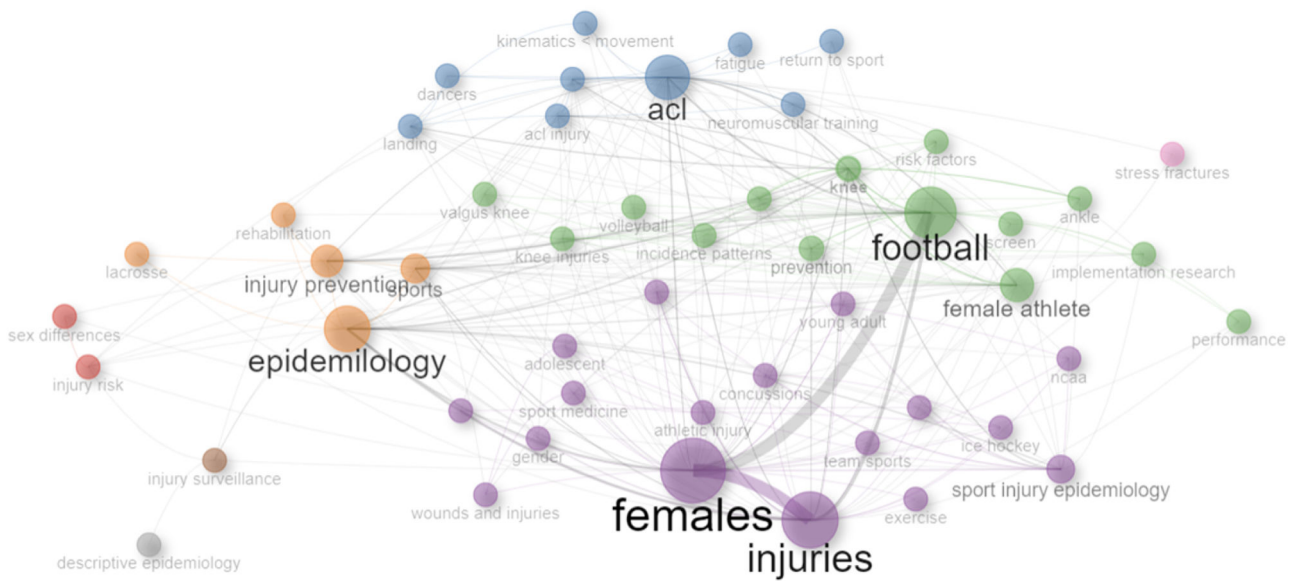 kinematics < movement
fatigue
return to sport
dancers
acl
neuromuscular training
acl injury
landing
risk factors
stress fractures
knee
valgus knee
ankle
volleyball
rehabilitation
screen
football
knee injuries
incidence patterns
prevention
lacrosse
implementation research
injury prevention
sports
female athlete
young adult
sex differences
performance
epidemilology
adolescent
ncaa
injury risk
concussions
sport medicine
athletic injury
ice hockey
gender
team sports
injury surveillance
sport injury epidemiology
wounds and injuries
females
exercise
injuries
descriptive epidemiology